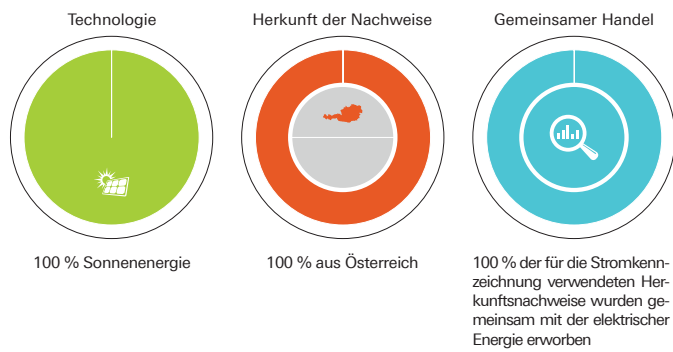 Technologie
Herkunft der Nachweise
Gemeinsamer Handel
100 % Sonnenenergie
100 % aus Österreich
100 % der für die Stromkenn-
zeichnung verwendeten Her-
kunftsnachweise wurden ge-
meinsam mit der elektrischer
Energie erworben